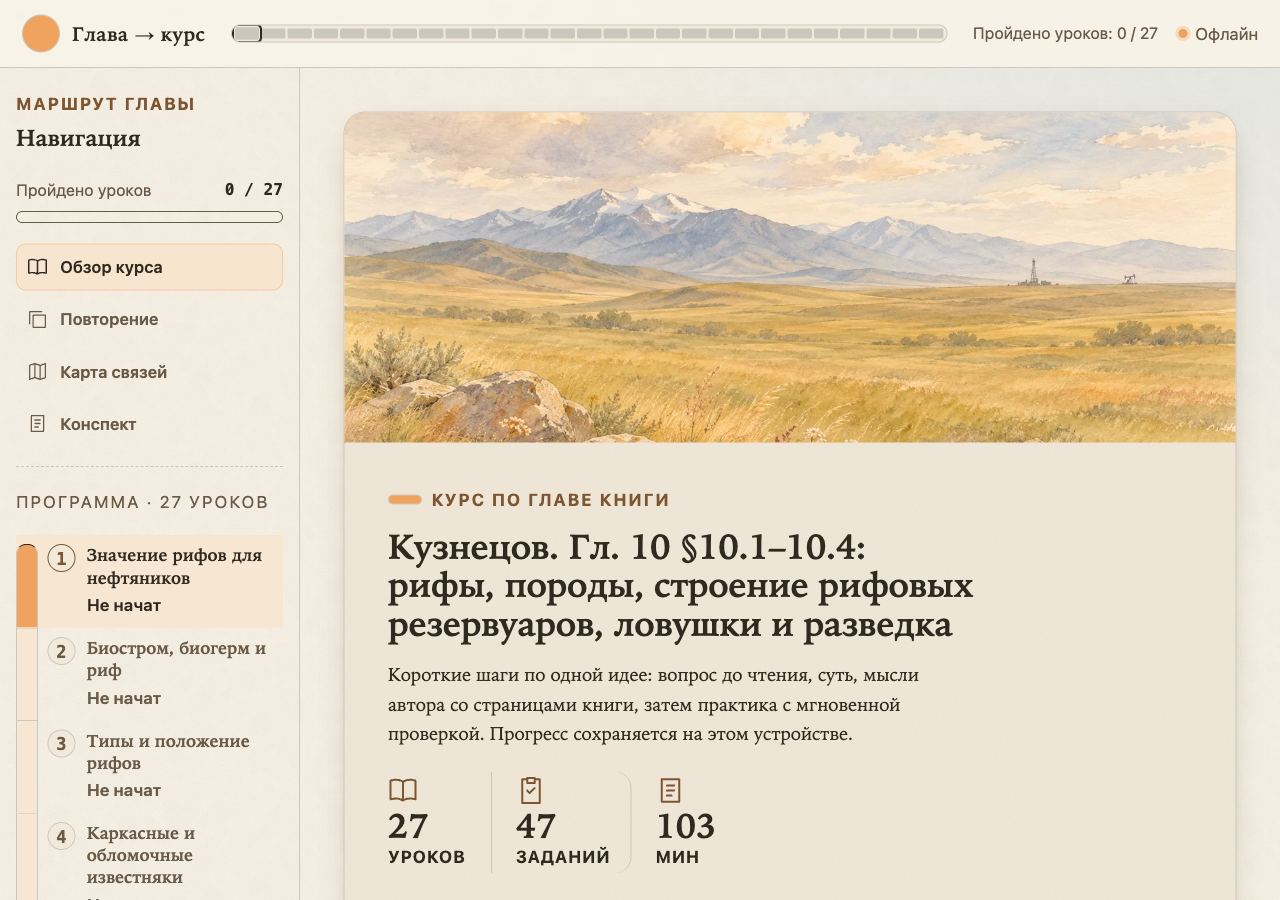 Глава → курс
Пройдено уроков: 0 / 27
Офлайн
МАРШРУТ ГЛАВЫ
Навигация
Пройдено уроков 0 / 27
Обзор курса
Повторение
Карта связей
Конспект
ПРОГРАММА · 27 УРОКОВ
1
Значение рифов для
нефтяников
Не начат
2
Биостром, биогерм и
риф
Не начат
3
Типы и положение
рифов
Не начат
4
Каркасные и
обломочные
известняки
КУРС ПО ГЛАВЕ КНИГИ
Кузнецов. Гл. 10 §10.1–10.4:
рифы, породы, строение рифовых
резервуаров, ловушки и разведка
Короткие шаги по одной идее: вопрос до чтения, суть, мысли
автора со страницами книги, затем практика с мгновенной
проверкой. Прогресс сохраняется на этом устройстве.
27
УРОКОВ
47
ЗАДАНИЙ
103
МИН